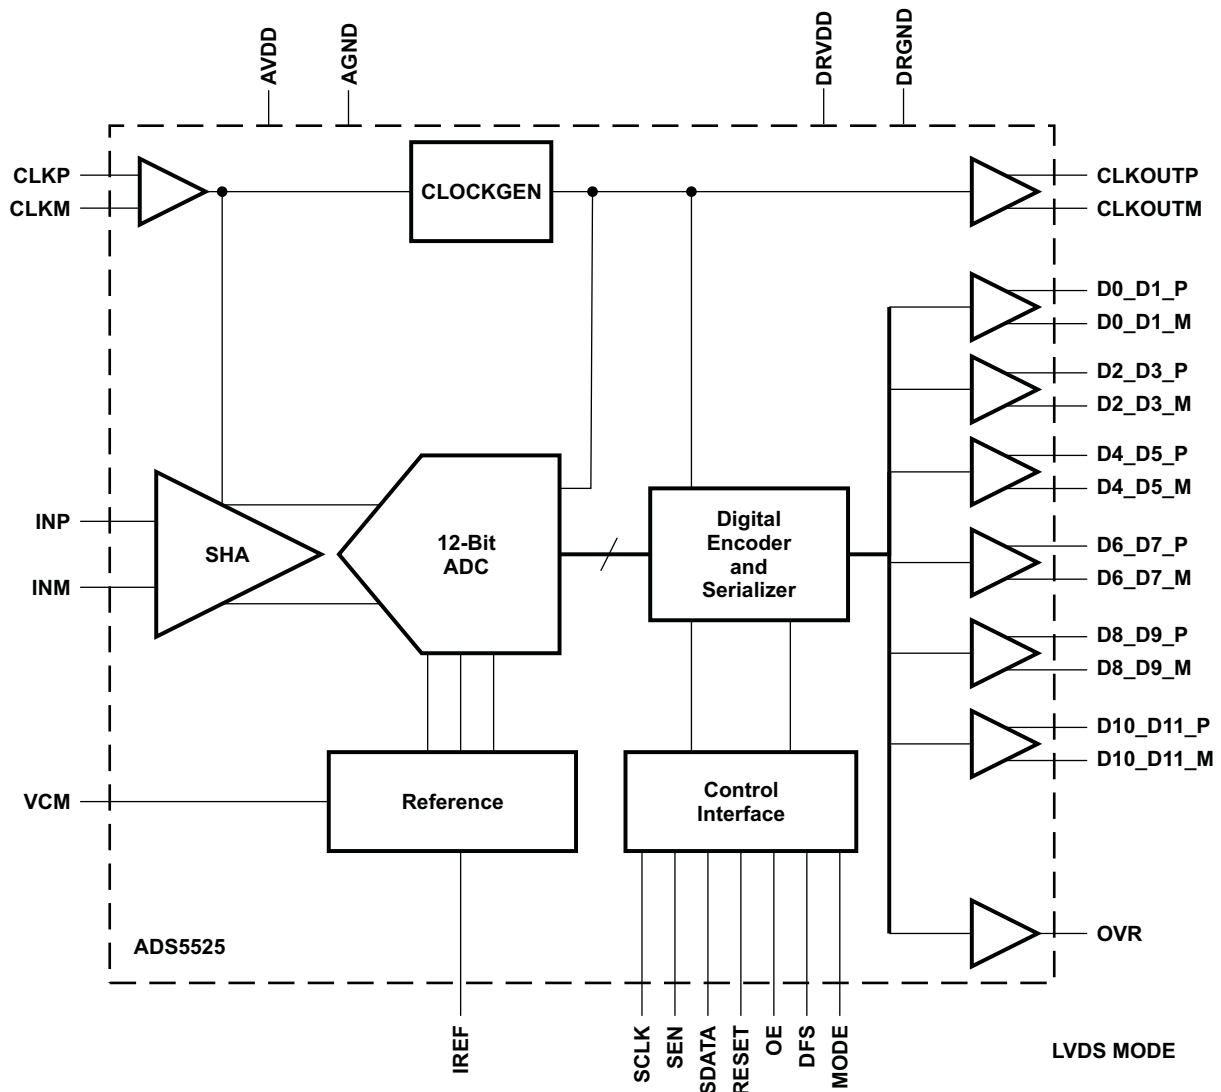 AVDD
AGND
DRVDD
DRGND
CLKP
CLKM
CLOCKGEN
CLKOUTP
CLKOUTM
D0_D1_P
D0_D1_M
D2_D3_P
D2_D3_M
D4_D5_P
D4_D5_M
INP
INM
SHA
12-Bit
ADC
Digital
Encoder
and
Serializer
D6_D7_P
D6_D7_M
D8_D9_P
D8_D9_M
D10_D11_P
D10_D11_M
VCM
Reference
Control
Interface
OVR
ADS5525
IREF
SCLK
SEN
SDATA
RESET
OE
DFS
MODE
LVDS MODE